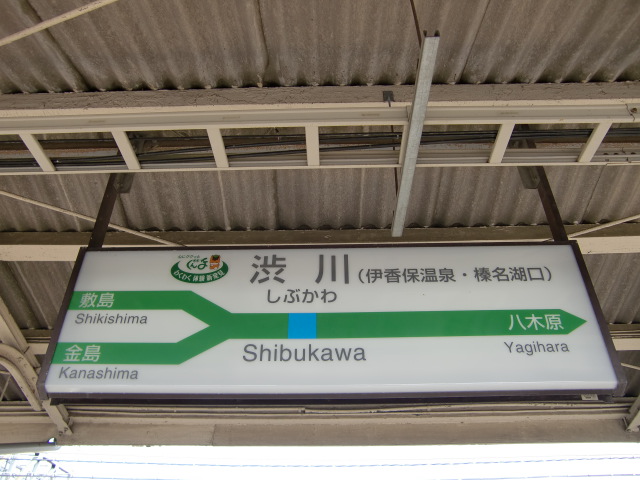 渋川(伊香保温泉・榛名湖口)
しぶかわ
敷島
Shikishima
金島
Kanashima
Shibukawa
八木原
Yagihara